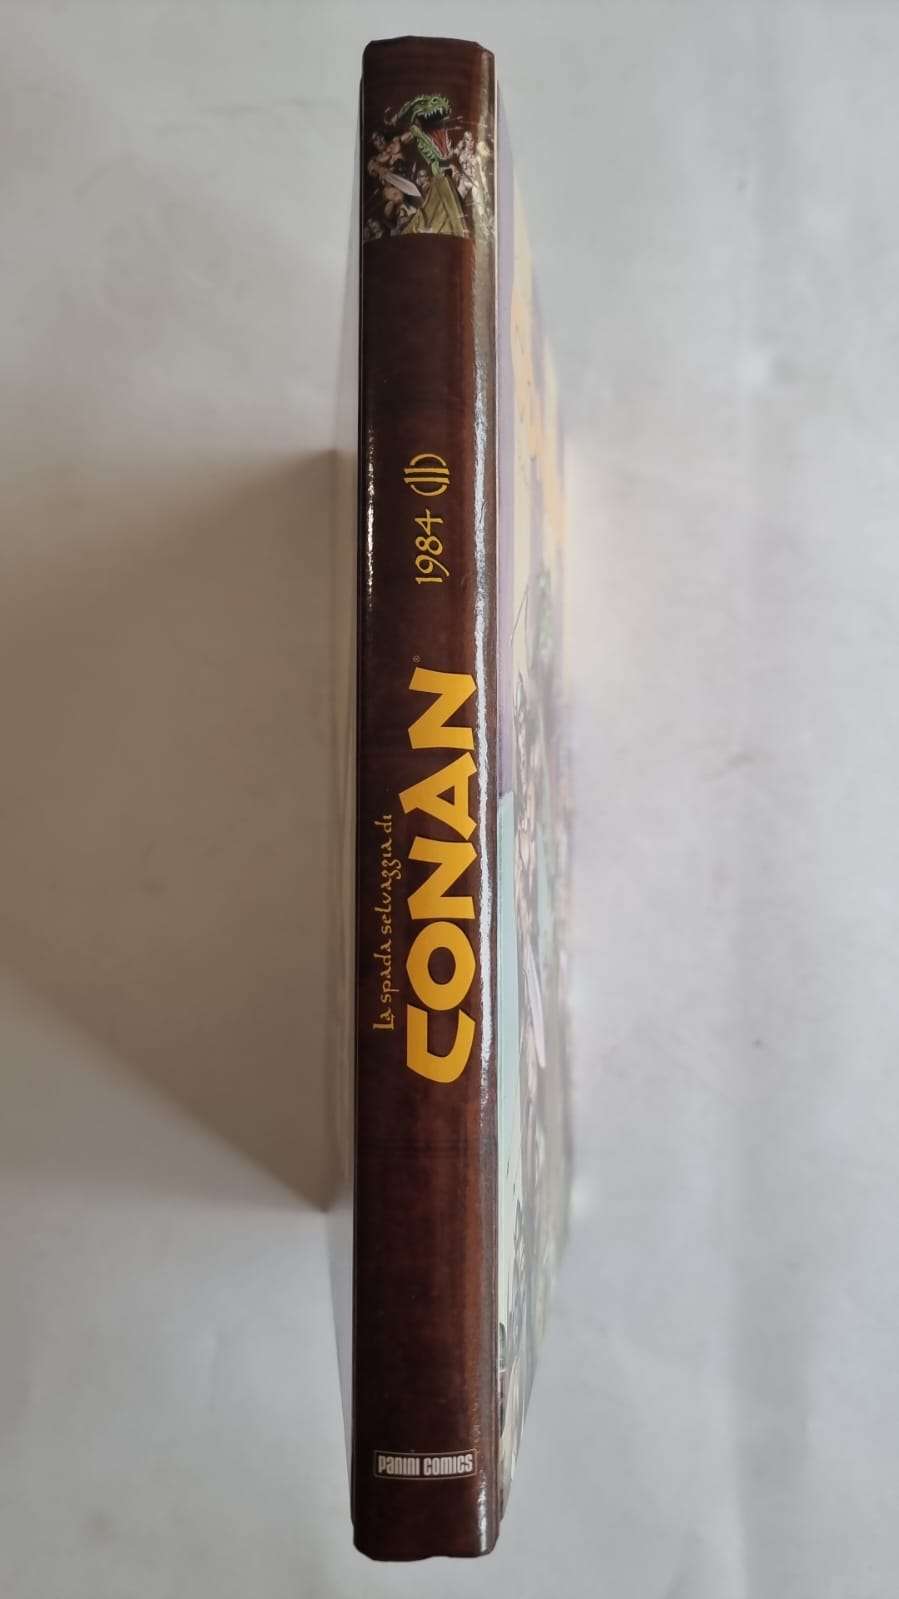 La spada selvaggia di
CONAN®
1984 (II)
PANINI COMICS